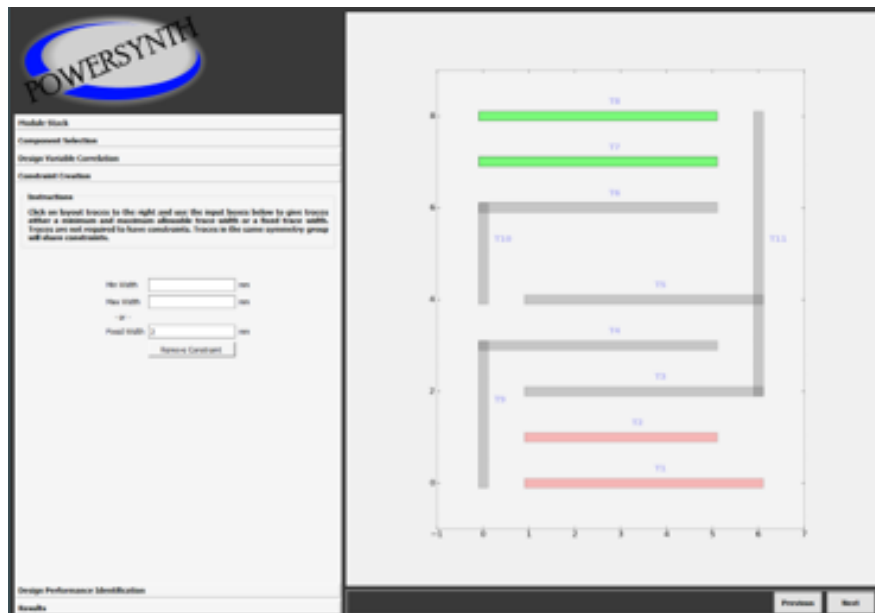 POWERSYNTH
Module Stack
Component Selection
Design Variable Correlation
Constraint Creation
Instructions
Click on layout traces to the right and use the input boxes below to give traces
either a minimum and maximum allowable trace width or a fixed trace width.
Traces are not required to have constraints. Traces in the same symmetry group
will share constraints.
Min Width mm
Max Width mm
- or -
Fixed Width 2 mm
Remove Constraint
Design Performance Identification
Results
T8
8
T7
T6
6
T10
T11
T5
4
T4
T3
2
T9
T2
T1
0
-1 0 1 2 3 4 5 6 7
Previous Next